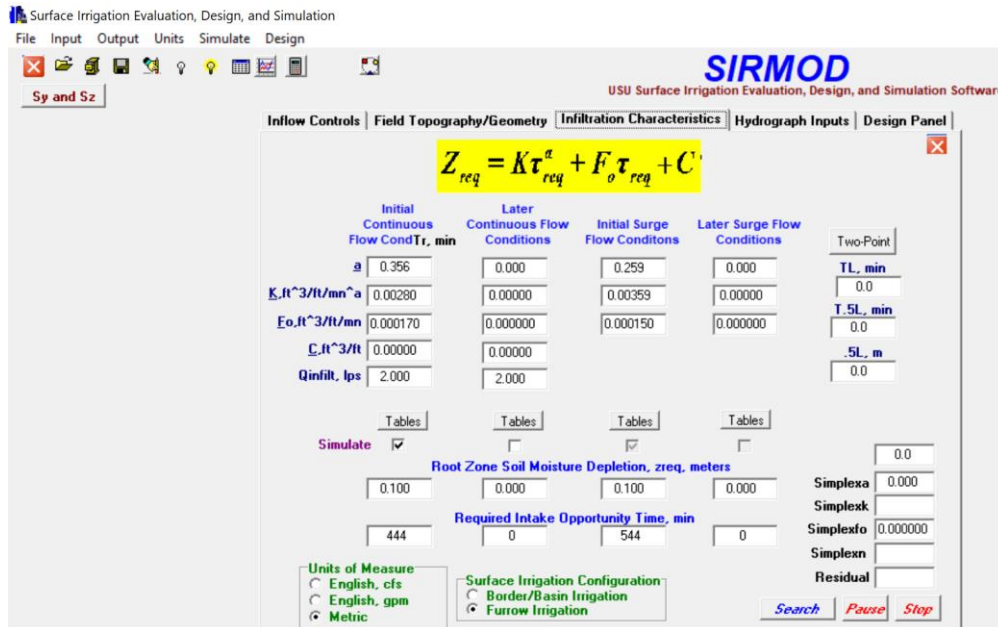 Surface Irrigation Evaluation, Design, and Simulation
File Input Output Units Simulate Design
SIRMOD
USU Surface Irrigation Evaluation, Design, and Simulation Softwar
Sy and Sz
Inflow Controls Field Topography/Geometry Infiltration Characteristics Hydrograph Inputs Design Panel
Z_req = Kτ_req^a + F_o τ_req + C
Initial Continuous Flow CondTr, min
Later Continuous Flow Conditions
Initial Surge Flow Conditons
Later Surge Flow Conditions
Two-Point
a 0.356 0.000 0.259 0.000
TL, min
0.0
K,ft^3/ft/mn^a 0.00280 0.00000 0.00359 0.00000
T.5L, min
0.0
Fo,ft^3/ft/mn 0.000170 0.000000 0.000150 0.000000
C,ft^3/ft 0.00000 0.00000
.5L, m
0.0
Qinfilt, lps 2.000 2.000
Tables Tables Tables Tables
Simulate
Root Zone Soil Moisture Depletion, zreq, meters
0.100 0.000 0.100 0.000
Required Intake Opportunity Time, min
444 0 544 0
0.0
Simplexa 0.000
Simplexk
Simplexfo 0.000000
Simplexn
Residual
Units of Measure
English, cfs
English, gpm
Metric
Surface Irrigation Configuration
Border/Basin Irrigation
Furrow Irrigation
Search Pause Stop